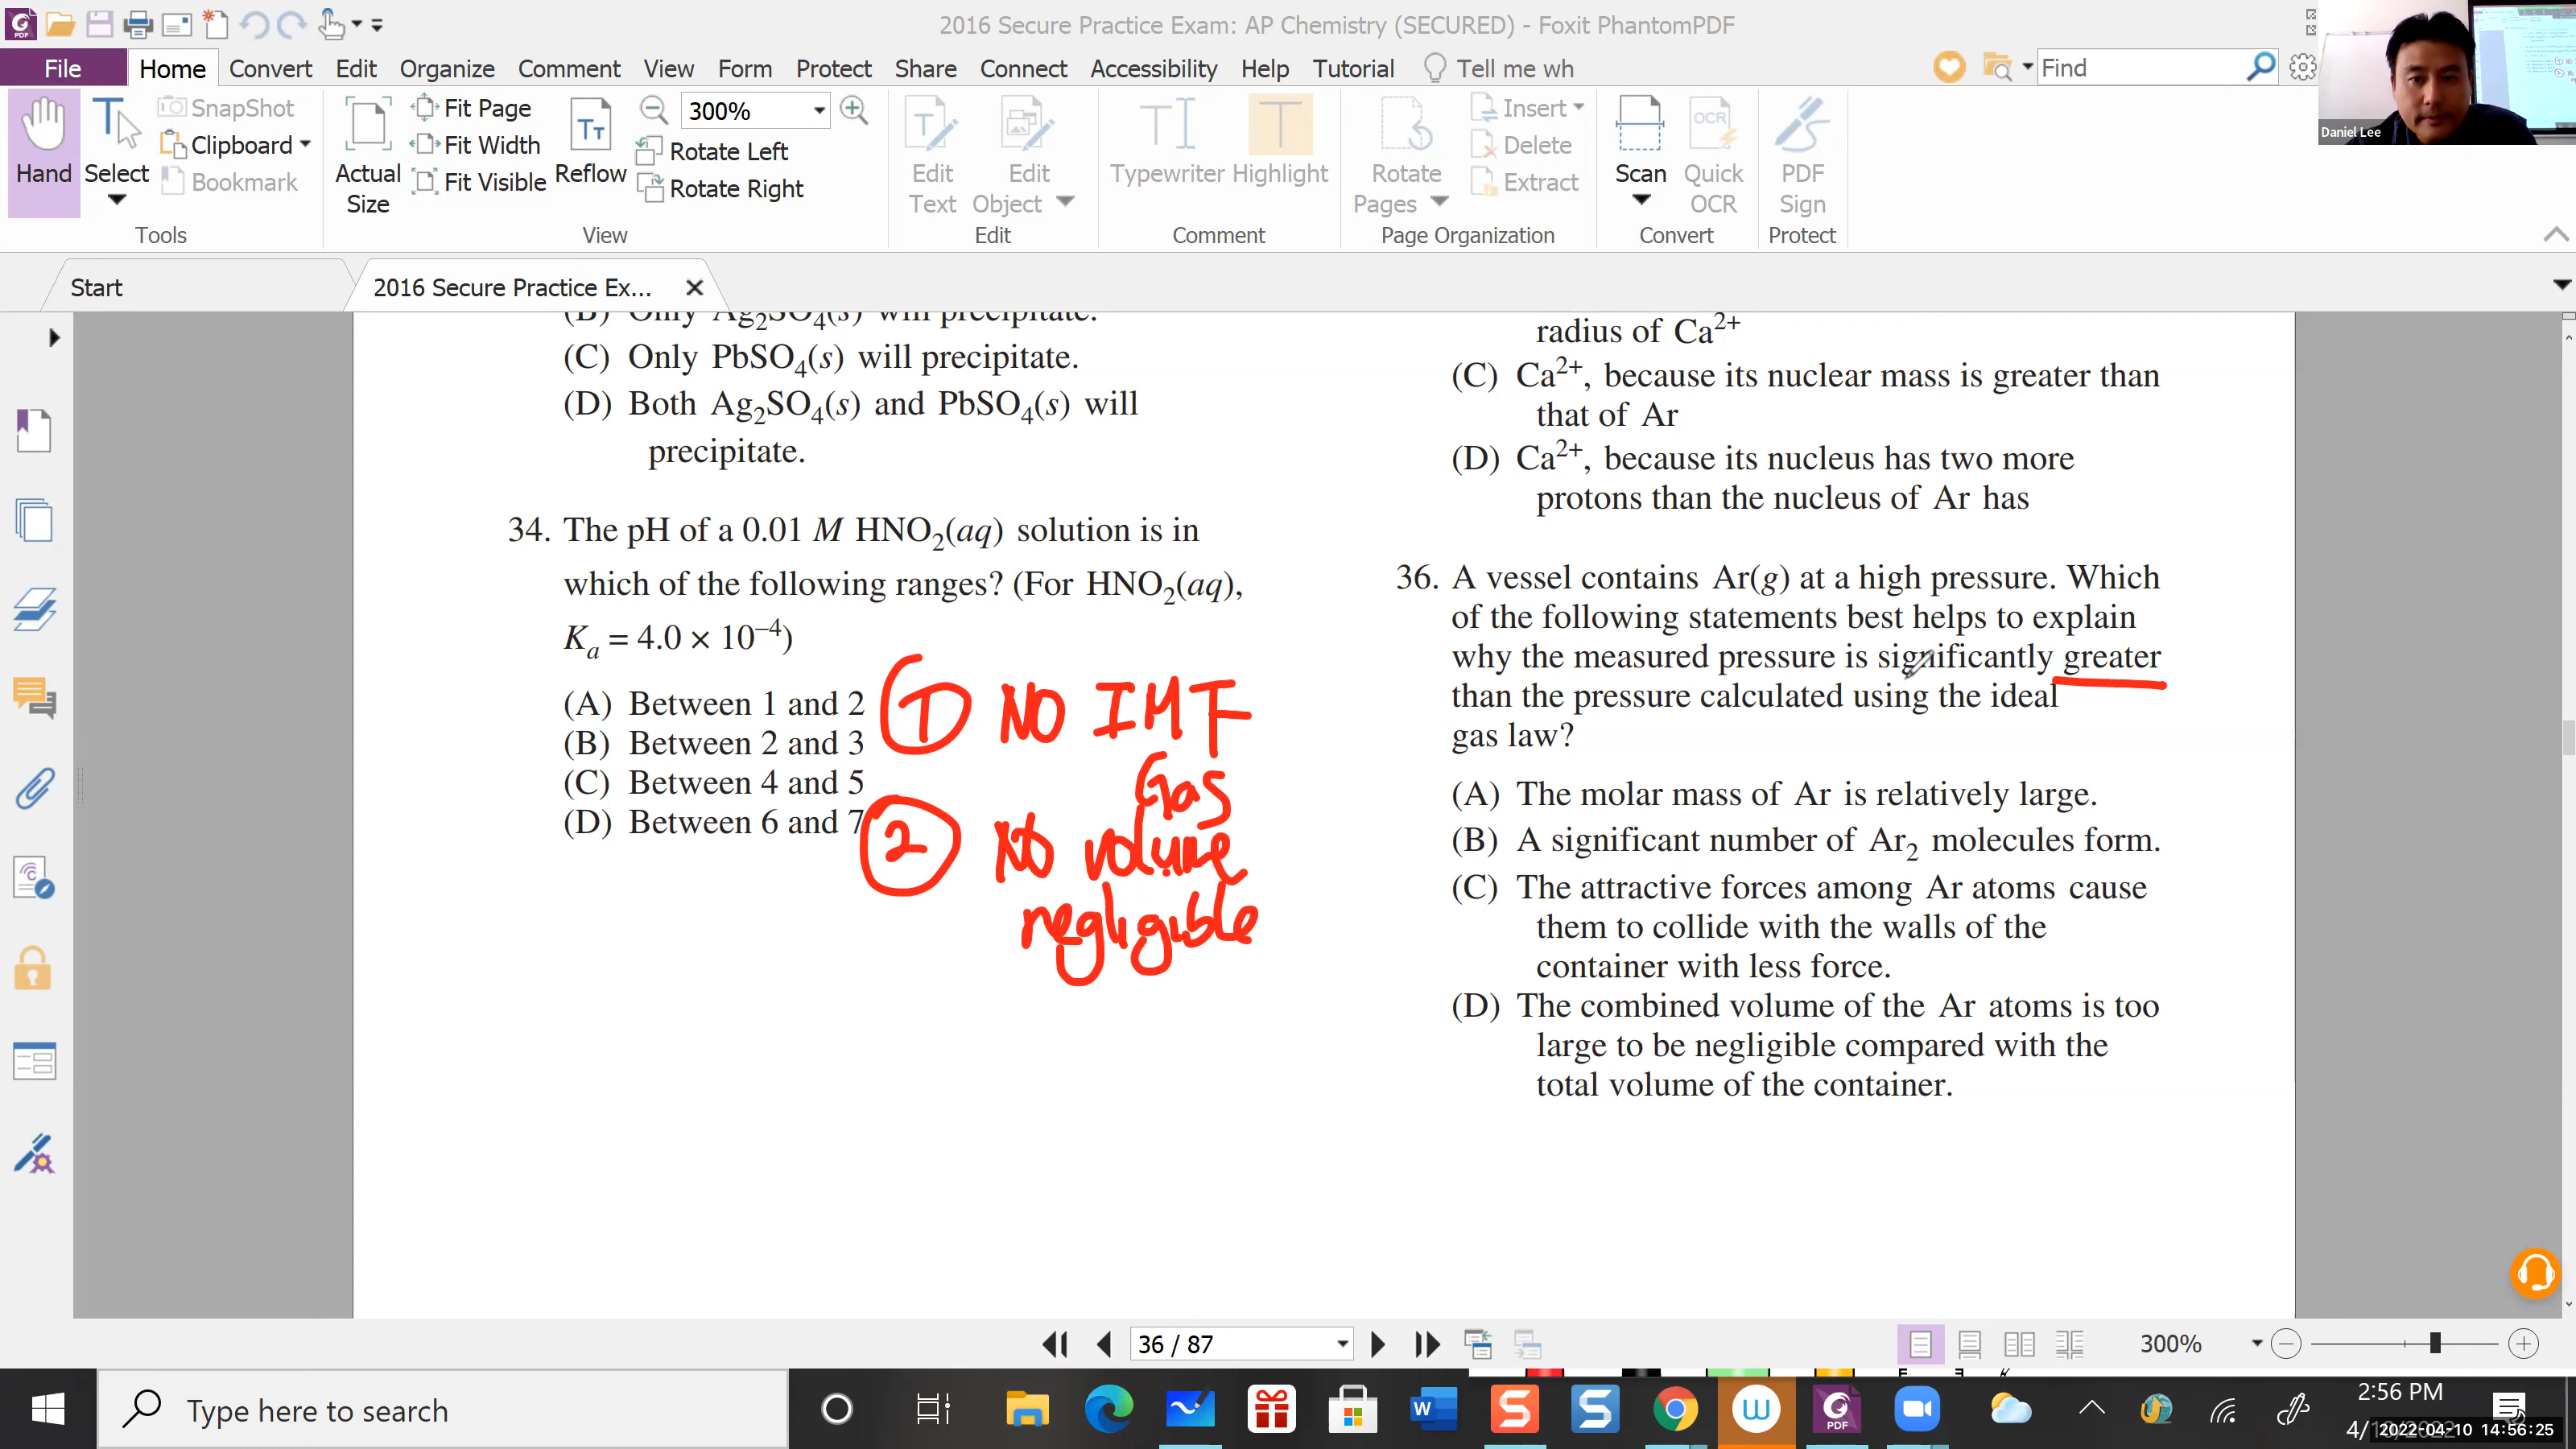 2016 Secure Practice Exam: AP Chemistry (SECURED) - Foxit PhantomPDF
File Home Convert Edit Organize Comment View Form Protect Share Connect Accessibility Help Tutorial Tell me wh Find
Daniel Lee
Hand
Select
SnapShot
Clipboard
Bookmark
Tools
Actual Size
Fit Page
Fit Width
Fit Visible
Reflow
300%
Rotate Left
Rotate Right
View
Edit Text
Edit Object
Edit
Typewriter
Highlight
Comment
Rotate Pages
Insert
Delete
Extract
Page Organization
Scan
Quick OCR
Convert
PDF Sign
Protect
Start
2016 Secure Practice Ex...
(B) Only Ag₂SO₄(s) will precipitate.
(C) Only PbSO₄(s) will precipitate.
(D) Both Ag₂SO₄(s) and PbSO₄(s) will
precipitate.
34. The pH of a 0.01 M HNO₂(aq) solution is in
which of the following ranges? (For HNO₂(aq),
Kₐ = 4.0 × 10⁻⁴)
(A) Between 1 and 2
(B) Between 2 and 3
(C) Between 4 and 5
(D) Between 6 and 7
① NO IMF
Gas
② No volume
negligible
radius of Ca²⁺
(C) Ca²⁺, because its nuclear mass is greater than
that of Ar
(D) Ca²⁺, because its nucleus has two more
protons than the nucleus of Ar has
36. A vessel contains Ar(g) at a high pressure. Which
of the following statements best helps to explain
why the measured pressure is significantly greater
than the pressure calculated using the ideal
gas law?
(A) The molar mass of Ar is relatively large.
(B) A significant number of Ar₂ molecules form.
(C) The attractive forces among Ar atoms cause
them to collide with the walls of the
container with less force.
(D) The combined volume of the Ar atoms is too
large to be negligible compared with the
total volume of the container.
36 / 87
300%
Type here to search
2:56 PM
2022-04-10 14:56:25